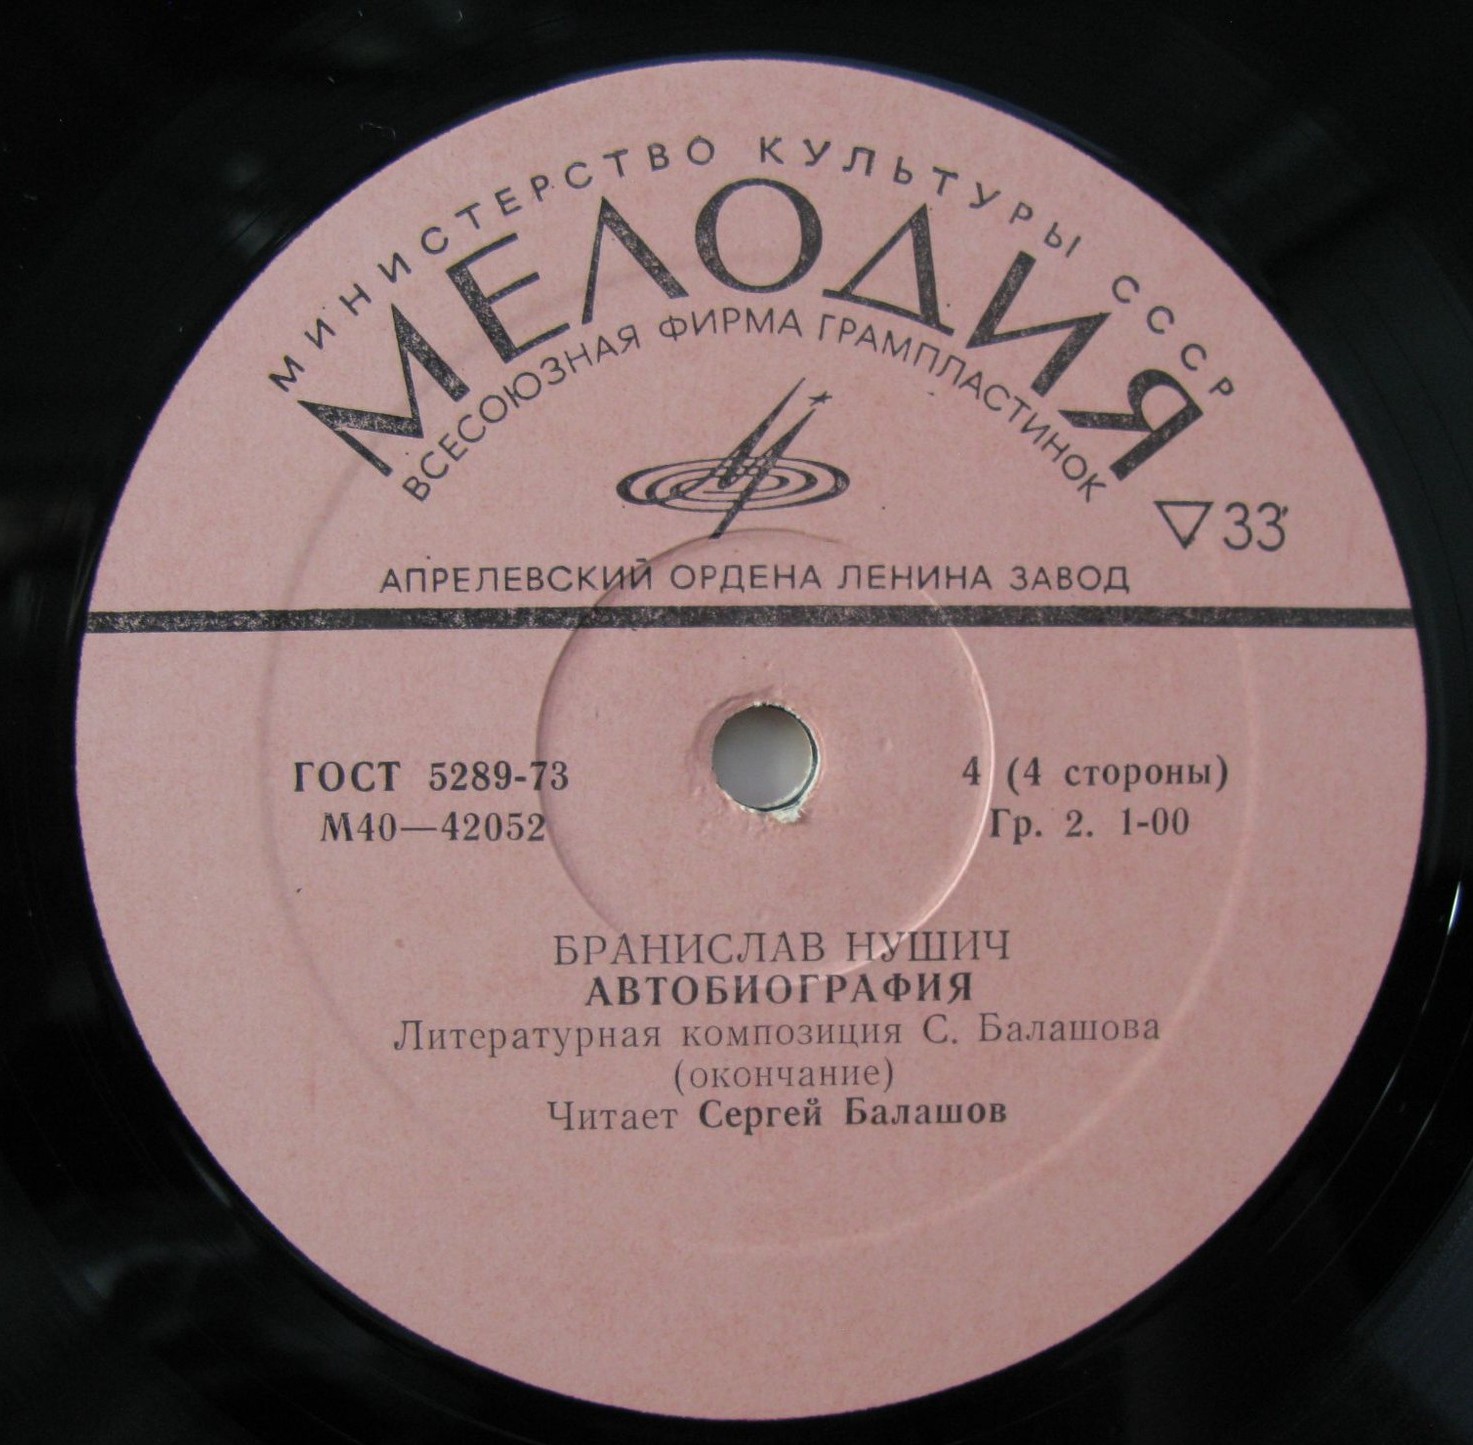 МИНИСТЕРСТВО КУЛЬТУРЫ СССР
МЕЛОДИЯ
ВСЕСОЮЗНАЯ ФИРМА ГРАМПЛАСТИНОК
33
АПРЕЛЕВСКИЙ ОРДЕНА ЛЕНИНА ЗАВОД
ГОСТ 5289-73
М40—42052
4 (4 стороны)
Гр. 2. 1-00
БРАНИСЛАВ НУШИЧ
АВТОБИОГРАФИЯ
Литературная композиция С. Балашова
(окончание)
Читает Сергей Балашов